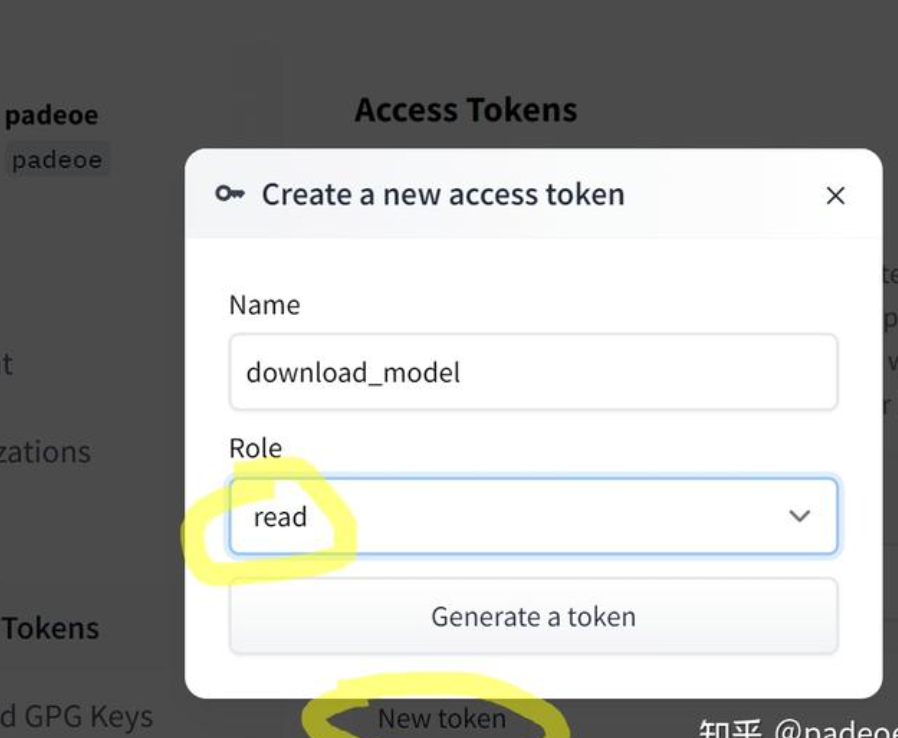 padeoe
padeoe
Access Tokens
Create a new access token
Name
download_model
Role
read
Generate a token
t
zations
Tokens
d GPG Keys
New token
知乎 @padeoe